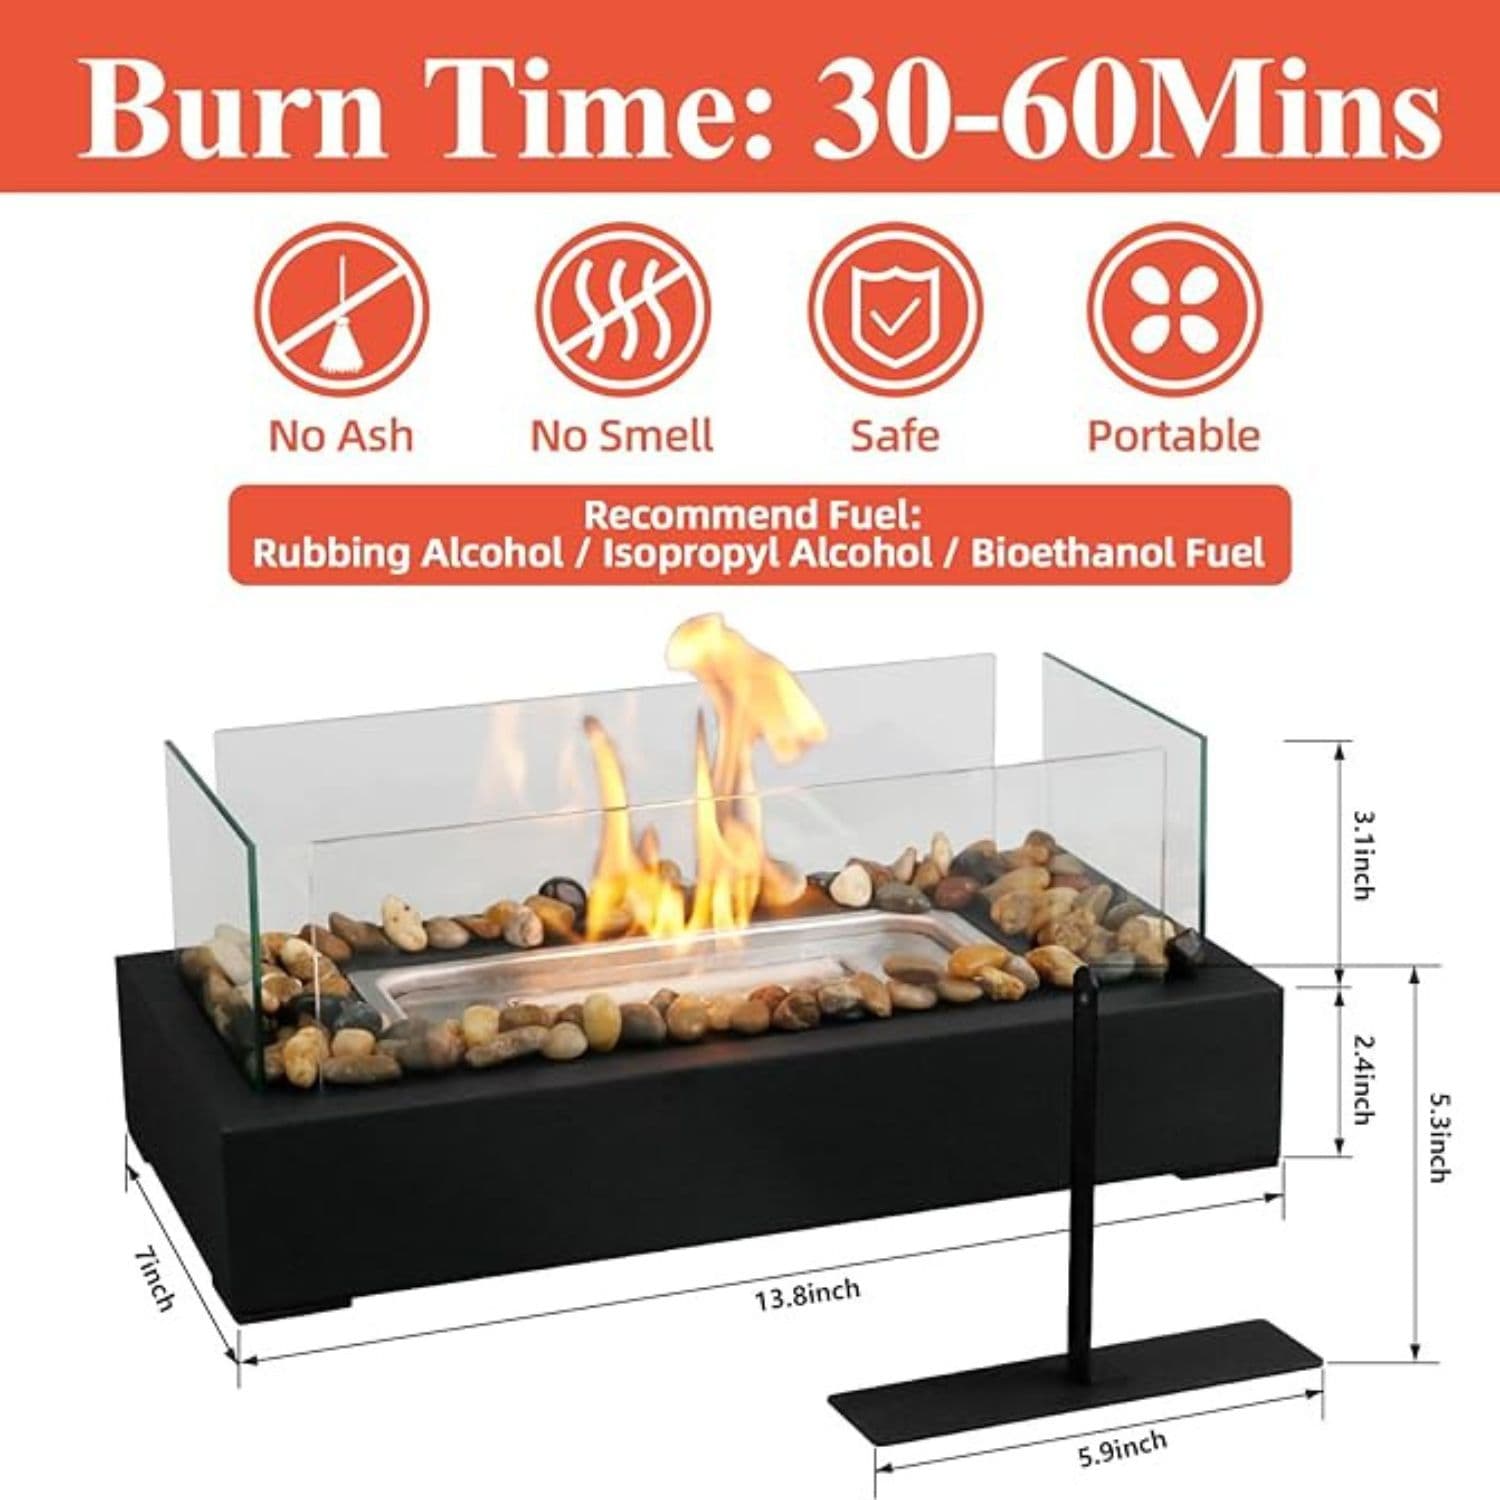 Burn Time: 30-60Mins
No Ash
No Smell
Safe
Portable
Recommend Fuel:
Rubbing Alcohol / Isopropyl Alcohol / Bioethanol Fuel
3.1inch
2.4inch
5.3inch
7inch
13.8inch
5.9inch